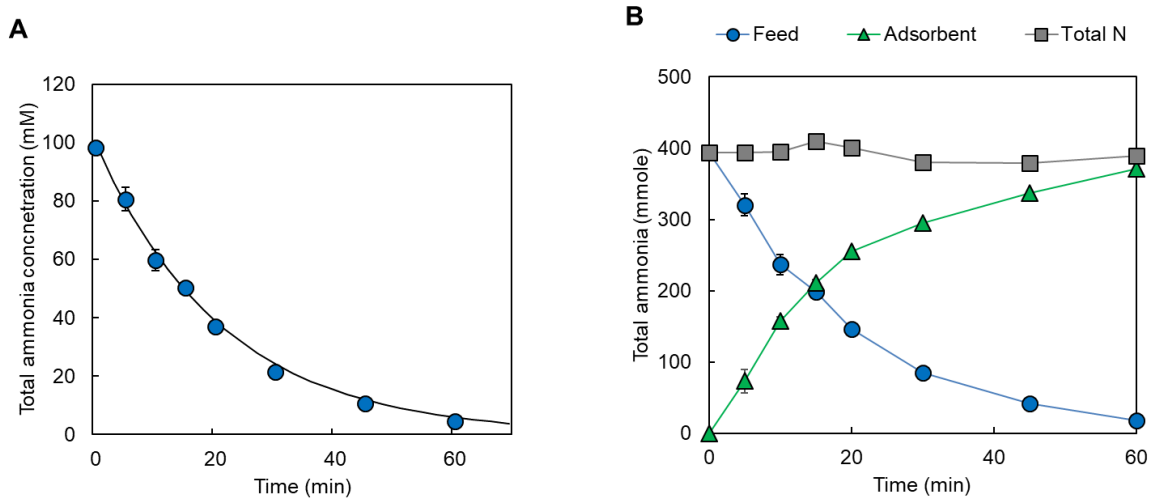 A
Total ammonia concnetration (mM)
120
100
80
60
40
20
0
0 20 40 60
Time (min)
B
Feed Adsorbent Total N
Total ammonia (mmole)
500
400
300
200
100
0
0 20 40 60
Time (min)